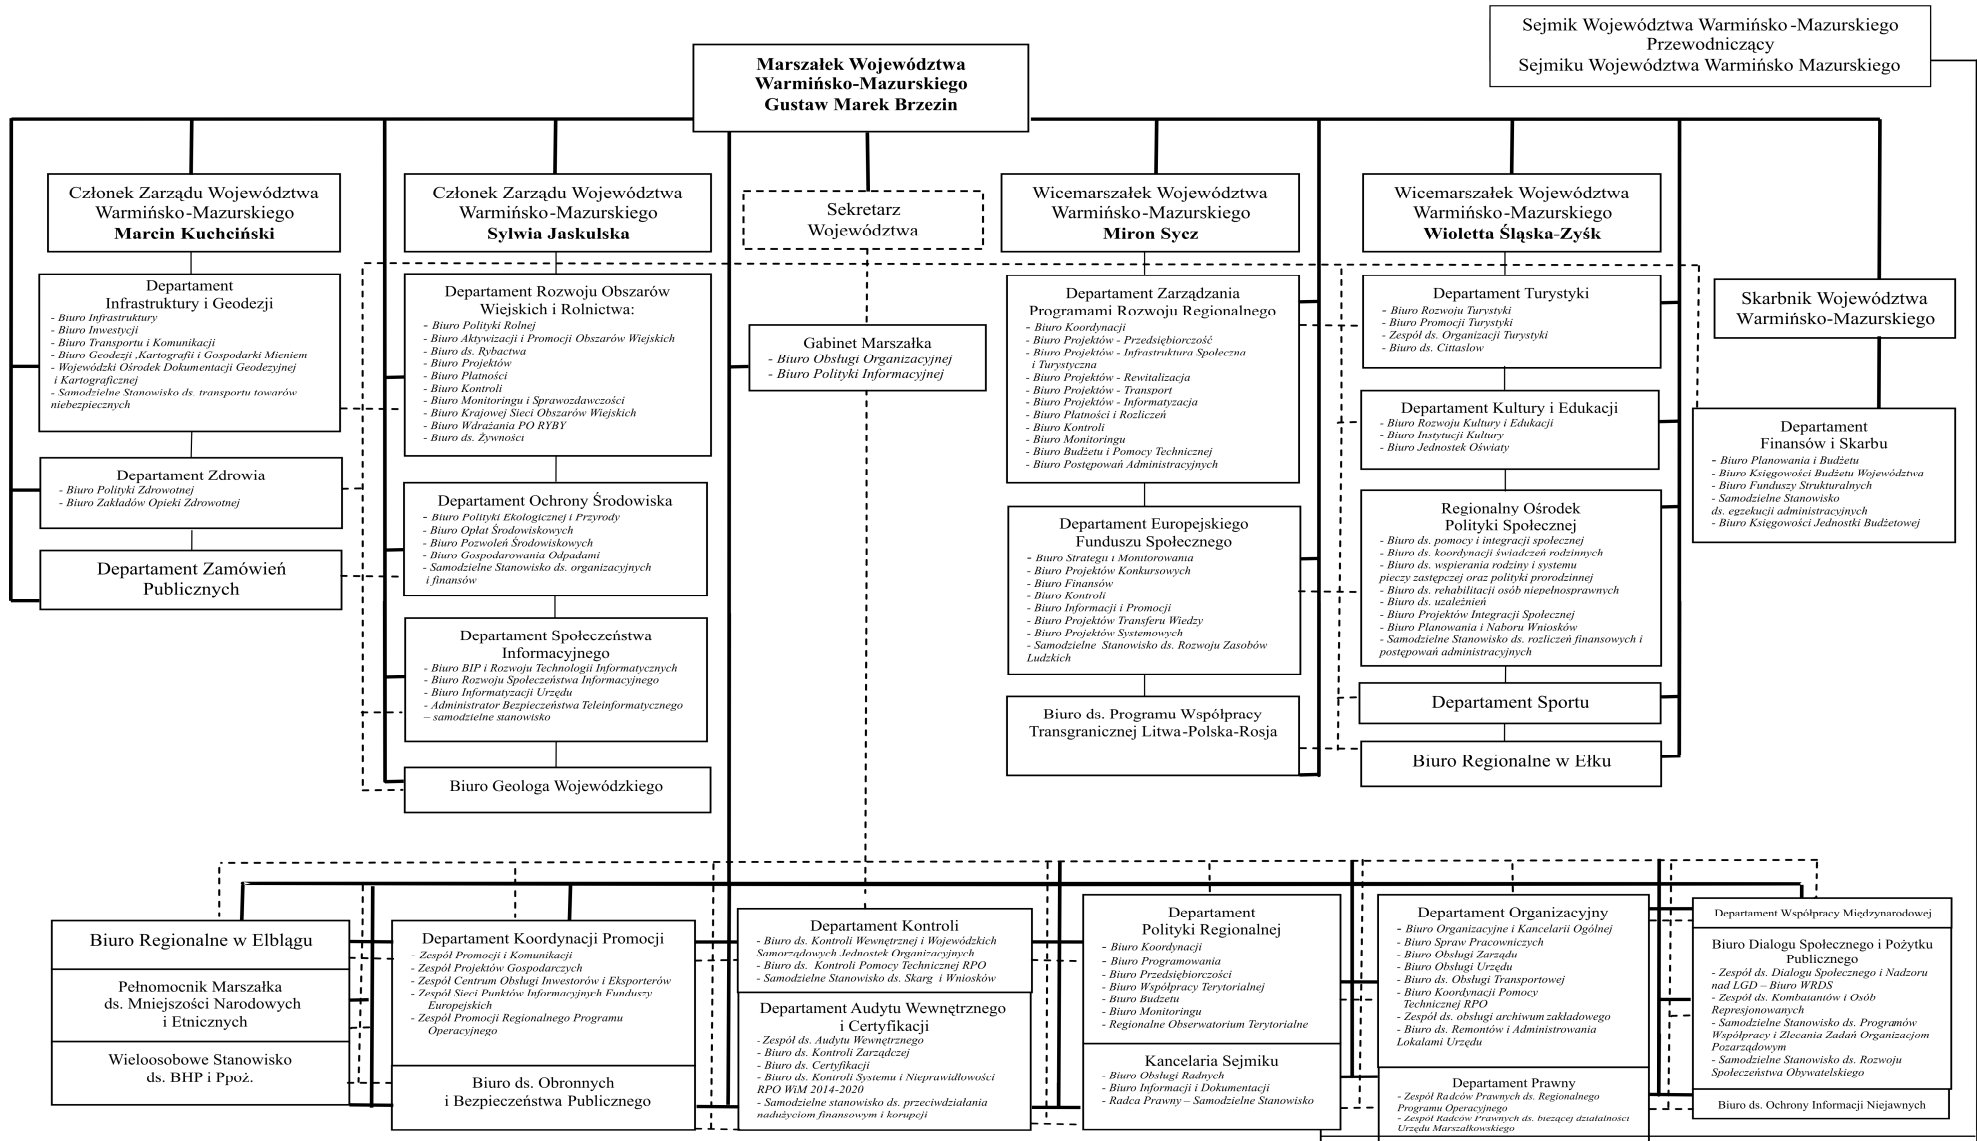 Sejmik Województwa Warmińsko-Mazurskiego
Przewodniczący
Sejmiku Województwa Warmińsko Mazurskiego
Marszałek Województwa
Warmińsko-Mazurskiego
Gustaw Marek Brzezin
Członek Zarządu Województwa
Warmińsko-Mazurskiego
Marcin Kuchciński
Członek Zarządu Województwa
Warmińsko-Mazurskiego
Sylwia Jaskulska
Sekretarz
Województwa
Wicemarszałek Województwa
Warmińsko-Mazurskiego
Miron Sycz
Wicemarszałek Województwa
Warmińsko-Mazurskiego
Wioletta Śląska-Zyśk
Skarbnik Województwa
Warmińsko-Mazurskiego
Departament
Infrastruktury i Geodezji
- Biuro Infrastruktury
- Biuro Inwestycji
- Biuro Transportu i Komunikacji
- Biuro Geodezji ,Kartografii i Gospodarki Mieniem
- Wojewódzki Ośrodek Dokumentacji Geodezyjnej
i Kartograficznej
- Samodzielne Stanowisko ds. transportu towarów
niebezpiecznych
Departament Zdrowia
- Biuro Polityki Zdrowotnej
- Biuro Zakładów Opieki Zdrowotnej
Departament Zamówień
Publicznych
Departament Rozwoju Obszarów
Wiejskich i Rolnictwa:
- Biuro Polityki Rolnej
- Biuro Aktywizacji i Promocji Obszarów Wiejskich
- Biuro ds. Rybactwa
- Biuro Projektów
- Biuro Płatności
- Biuro Kontroli
- Biuro Monitoringu i Sprawozdawczości
- Biuro Krajowej Sieci Obszarów Wiejskich
- Biuro Wdrażania PO RYBY
- Biuro ds. Żywności
Departament Ochrony Środowiska
- Biuro Polityki Ekologicznej i Przyrody
- Biuro Opłat Środowiskowych
- Biuro Pozwoleń Środowiskowych
- Biuro Gospodarowania Odpadami
- Samodzielne Stanowisko ds. organizacyjnych
i finansów
Departament Społeczeństwa
Informacyjnego
- Biuro BIP i Rozwoju Technologii Informatycznych
- Biuro Rozwoju Społeczeństwa Informacyjnego
- Biuro Informatyzacji Urzędu
- Administrator Bezpieczeństwa Teleinformatycznego
– samodzielne stanowisko
Biuro Geologa Wojewódzkiego
Gabinet Marszałka
- Biuro Obsługi Organizacyjnej
- Biuro Polityki Informacyjnej
Departament Zarządzania
Programami Rozwoju Regionalnego
- Biuro Koordynacji
- Biuro Projektów - Przedsiębiorczość
- Biuro Projektów - Infrastruktura Społeczna
i Turystyczna
- Biuro Projektów - Rewitalizacja
- Biuro Projektów - Transport
- Biuro Projektów - Informatyzacja
- Biuro Płatności i Rozliczeń
- Biuro Kontroli
- Biuro Monitoringu
- Biuro Budżetu i Pomocy Technicznej
- Biuro Postępowań Administracyjnych
Departament Europejskiego
Funduszu Społecznego
- Biuro Strategii i Monitorowania
- Biuro Projektów Konkursowych
- Biuro Finansów
- Biuro Kontroli
- Biuro Informacji i Promocji
- Biuro Projektów Transferu Wiedzy
- Biuro Projektów Systemowych
- Samodzielne Stanowisko ds. Rozwoju Zasobów
Ludzkich
Biuro ds. Programu Współpracy
Transgranicznej Litwa-Polska-Rosja
Departament Turystyki
- Biuro Rozwoju Turystyki
- Biuro Promocji Turystyki
- Zespół ds. Organizacji Turystyki
- Biuro ds. Cittaslow
Departament Kultury i Edukacji
- Biuro Rozwoju Kultury i Edukacji
- Biuro Instytucji Kultury
- Biuro Jednostek Oświaty
Regionalny Ośrodek
Polityki Społecznej
- Biuro ds. pomocy i integracji społecznej
- Biuro ds. koordynacji świadczeń rodzinnych
- Biuro ds. wspierania rodziny i systemu
pieczy zastępczej oraz polityki prorodzinnej
- Biuro ds. rehabilitacji osób niepełnosprawnych
- Biuro ds. uzależnień
- Biuro Projektów Integracji Społecznej
- Biuro Planowania i Naboru Wniosków
- Samodzielne Stanowisko ds. rozliczeń finansowych i
postępowań administracyjnych
Departament Sportu
Biuro Regionalne w Ełku
Departament
Finansów i Skarbu
- Biuro Planowania i Budżetu
- Biuro Księgowości Budżetu Województwa
- Biuro Funduszy Strukturalnych
- Samodzielne Stanowisko
ds. egzekucji administracyjnych
- Biuro Księgowości Jednostki Budżetowej
Biuro Regionalne w Elblągu
Pełnomocnik Marszałka
ds. Mniejszości Narodowych
i Etnicznych
Wieloosobowe Stanowisko
ds. BHP i Ppoż.
Departament Koordynacji Promocji
- Zespół Promocji i Komunikacji
- Zespół Projektów Gospodarczych
- Zespół Centrum Obsługi Inwestorów i Eksporterów
- Zespół Sieci Punktów Informacyjnych Funduszy
Europejskich
- Zespół Promocji Regionalnego Programu
Operacyjnego
Biuro ds. Obronnych
i Bezpieczeństwa Publicznego
Departament Kontroli
- Biuro ds. Kontroli Wewnętrznej i Wojewódzkich
Samorządowych Jednostek Organizacyjnych
- Biuro ds. Kontroli Pomocy Technicznej RPO
- Samodzielne Stanowisko ds. Skarg i Wniosków
Departament Audytu Wewnętrznego
i Certyfikacji
- Zespół ds. Audytu Wewnętrznego
- Biuro ds. Kontroli Zarządczej
- Biuro ds. Certyfikacji
- Biuro ds. Kontroli Systemu i Nieprawidłowości
RPO WiM 2014-2020
- Samodzielne stanowisko ds. przeciwdziałania
nadużyciom finansowym i korupcji
Departament
Polityki Regionalnej
- Biuro Koordynacji
- Biuro Programowania
- Biuro Przedsiębiorczości
- Biuro Współpracy Terytorialnej
- Biuro Budżetu
- Biuro Monitoringu
- Regionalne Obserwatorium Terytorialne
Kancelaria Sejmiku
- Biuro Obsługi Radnych
- Biuro Informacji i Dokumentacji
- Radca Prawny – Samodzielne Stanowisko
Departament Organizacyjny
- Biuro Organizacyjne i Kancelarii Ogólnej
- Biuro Spraw Pracowniczych
- Biuro Obsługi Zarządu
- Biuro Obsługi Urzędu
- Biuro ds. Obsługi Transportowej
- Biuro Koordynacji Pomocy
Technicznej RPO
- Zespół ds. obsługi archiwum zakładowego
- Biuro ds. Remontów i Administrowania
Lokalami Urzędu
Departament Prawny
- Zespół Radców Prawnych ds. Regionalnego
Programu Operacyjnego
- Zespół Radców Prawnych ds. bieżącej działalności
Urzędu Marszałkowskiego
Departament Współpracy Międzynarodowej
Biuro Dialogu Społecznego i Pożytku
Publicznego
- Zespół ds. Dialogu Społecznego i Nadzoru
nad LGD – Biuro WRDS
- Zespół ds. Kombatantów i Osób
Represjonowanych
- Samodzielne Stanowisko ds. Programów
Współpracy i Zlecania Zadań Organizacjom
Pozarządowym
- Samodzielne Stanowisko ds. Rozwoju
Społeczeństwa Obywatelskiego
Biuro ds. Ochrony Informacji Niejawnych